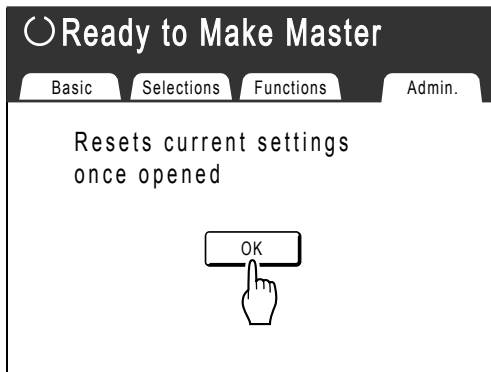 Ready to Make Master
Basic Selections Functions Admin.
Resets current settings
once opened
OK